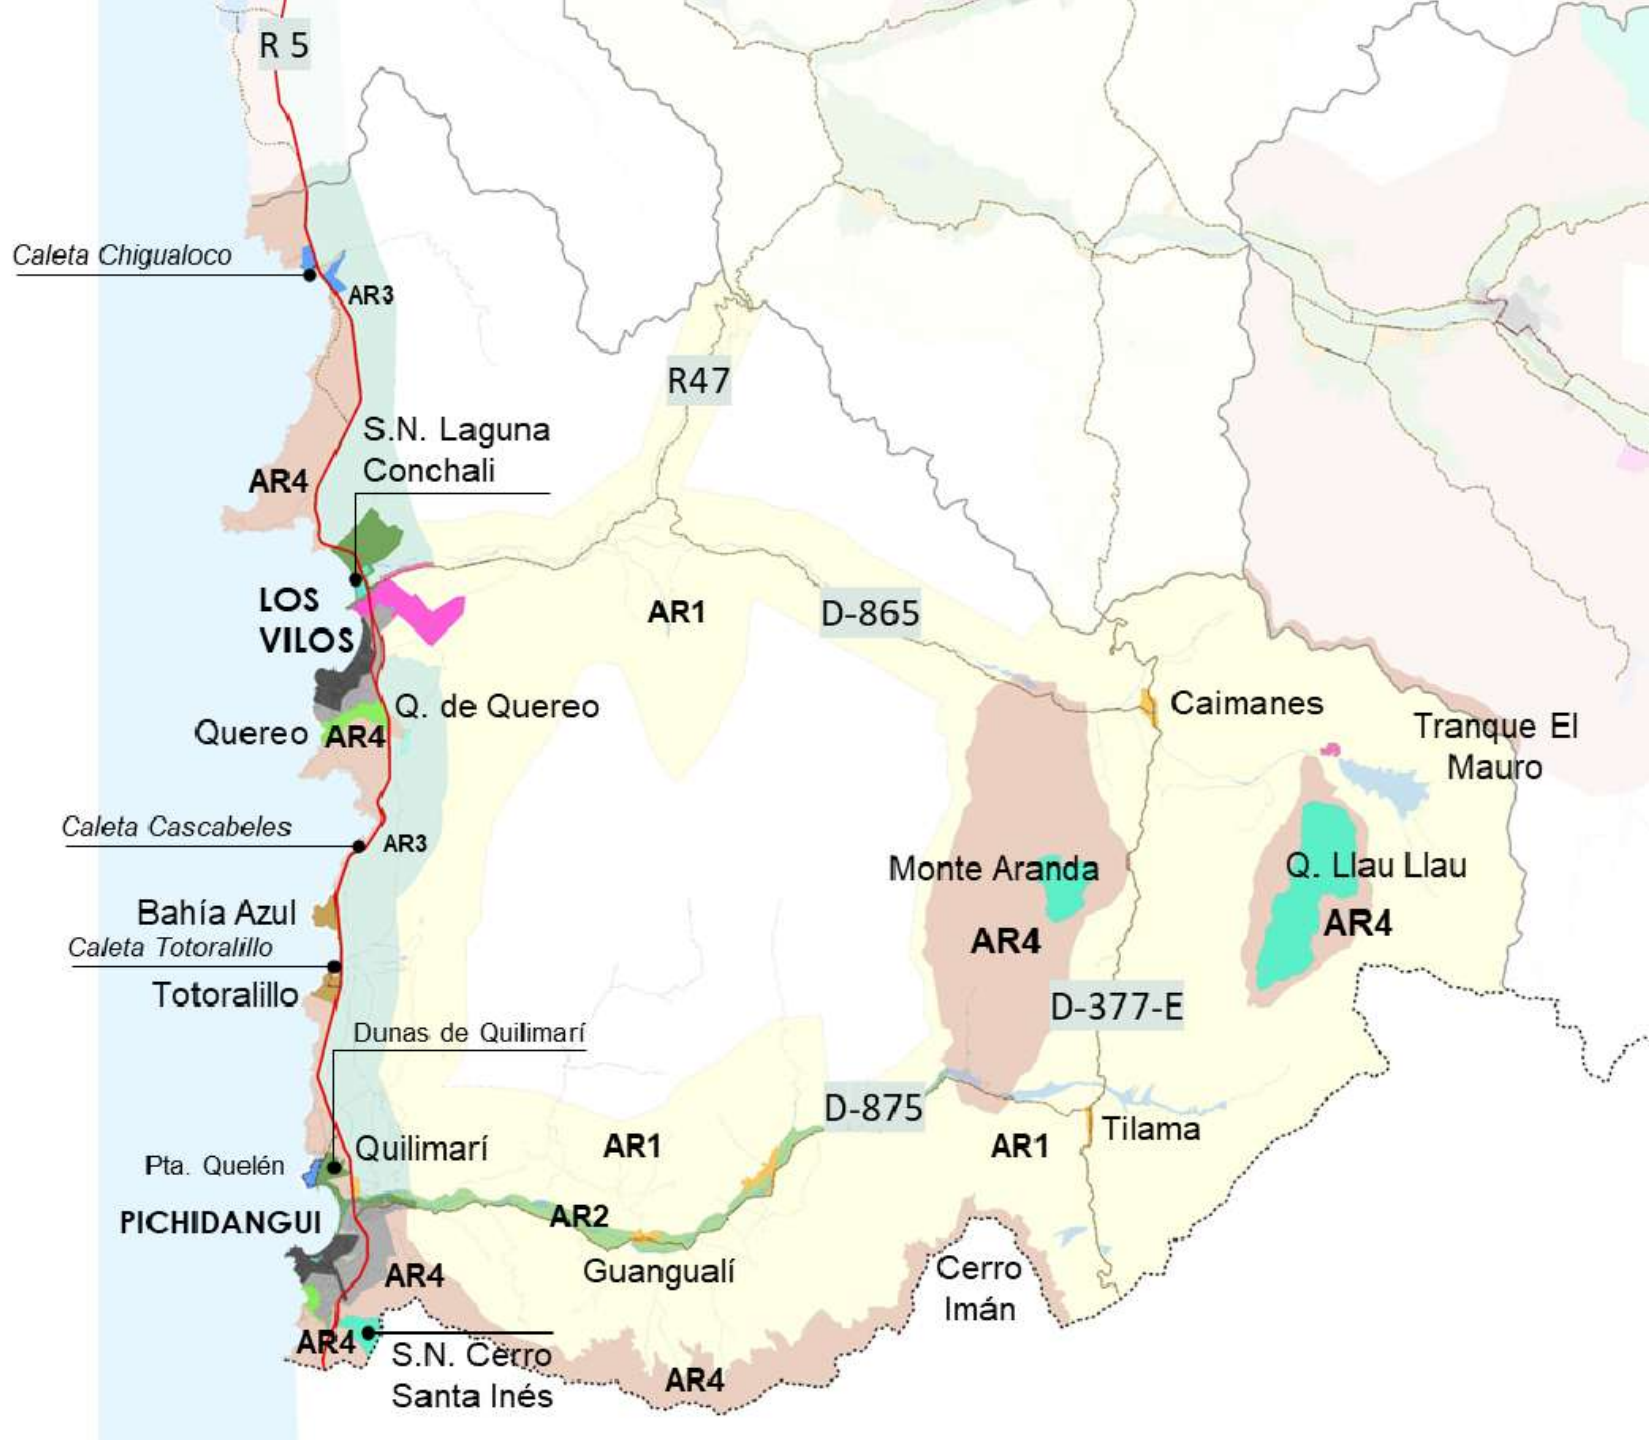 R 5
Caleta Chigualoco
AR3
R47
S.N. Laguna
Conchali
AR4
LOS
VILOS
AR1
D-865
Q. de Quereo
Quereo
AR4
Caimanes
Tranque El
Mauro
Caleta Cascabeles
AR3
Monte Aranda
Q. Llau Llau
Bahía Azul
AR4
AR4
Caleta Totoralillo
Totoralillo
D-377-E
Dunas de Quilimarí
D-875
Tilama
AR1
AR1
Quilimarí
Pta. Quelén
PICHIDANGUI
AR2
Guangualí
AR4
Cerro
Imán
AR4
S.N. Cerro
Santa Inés
AR4